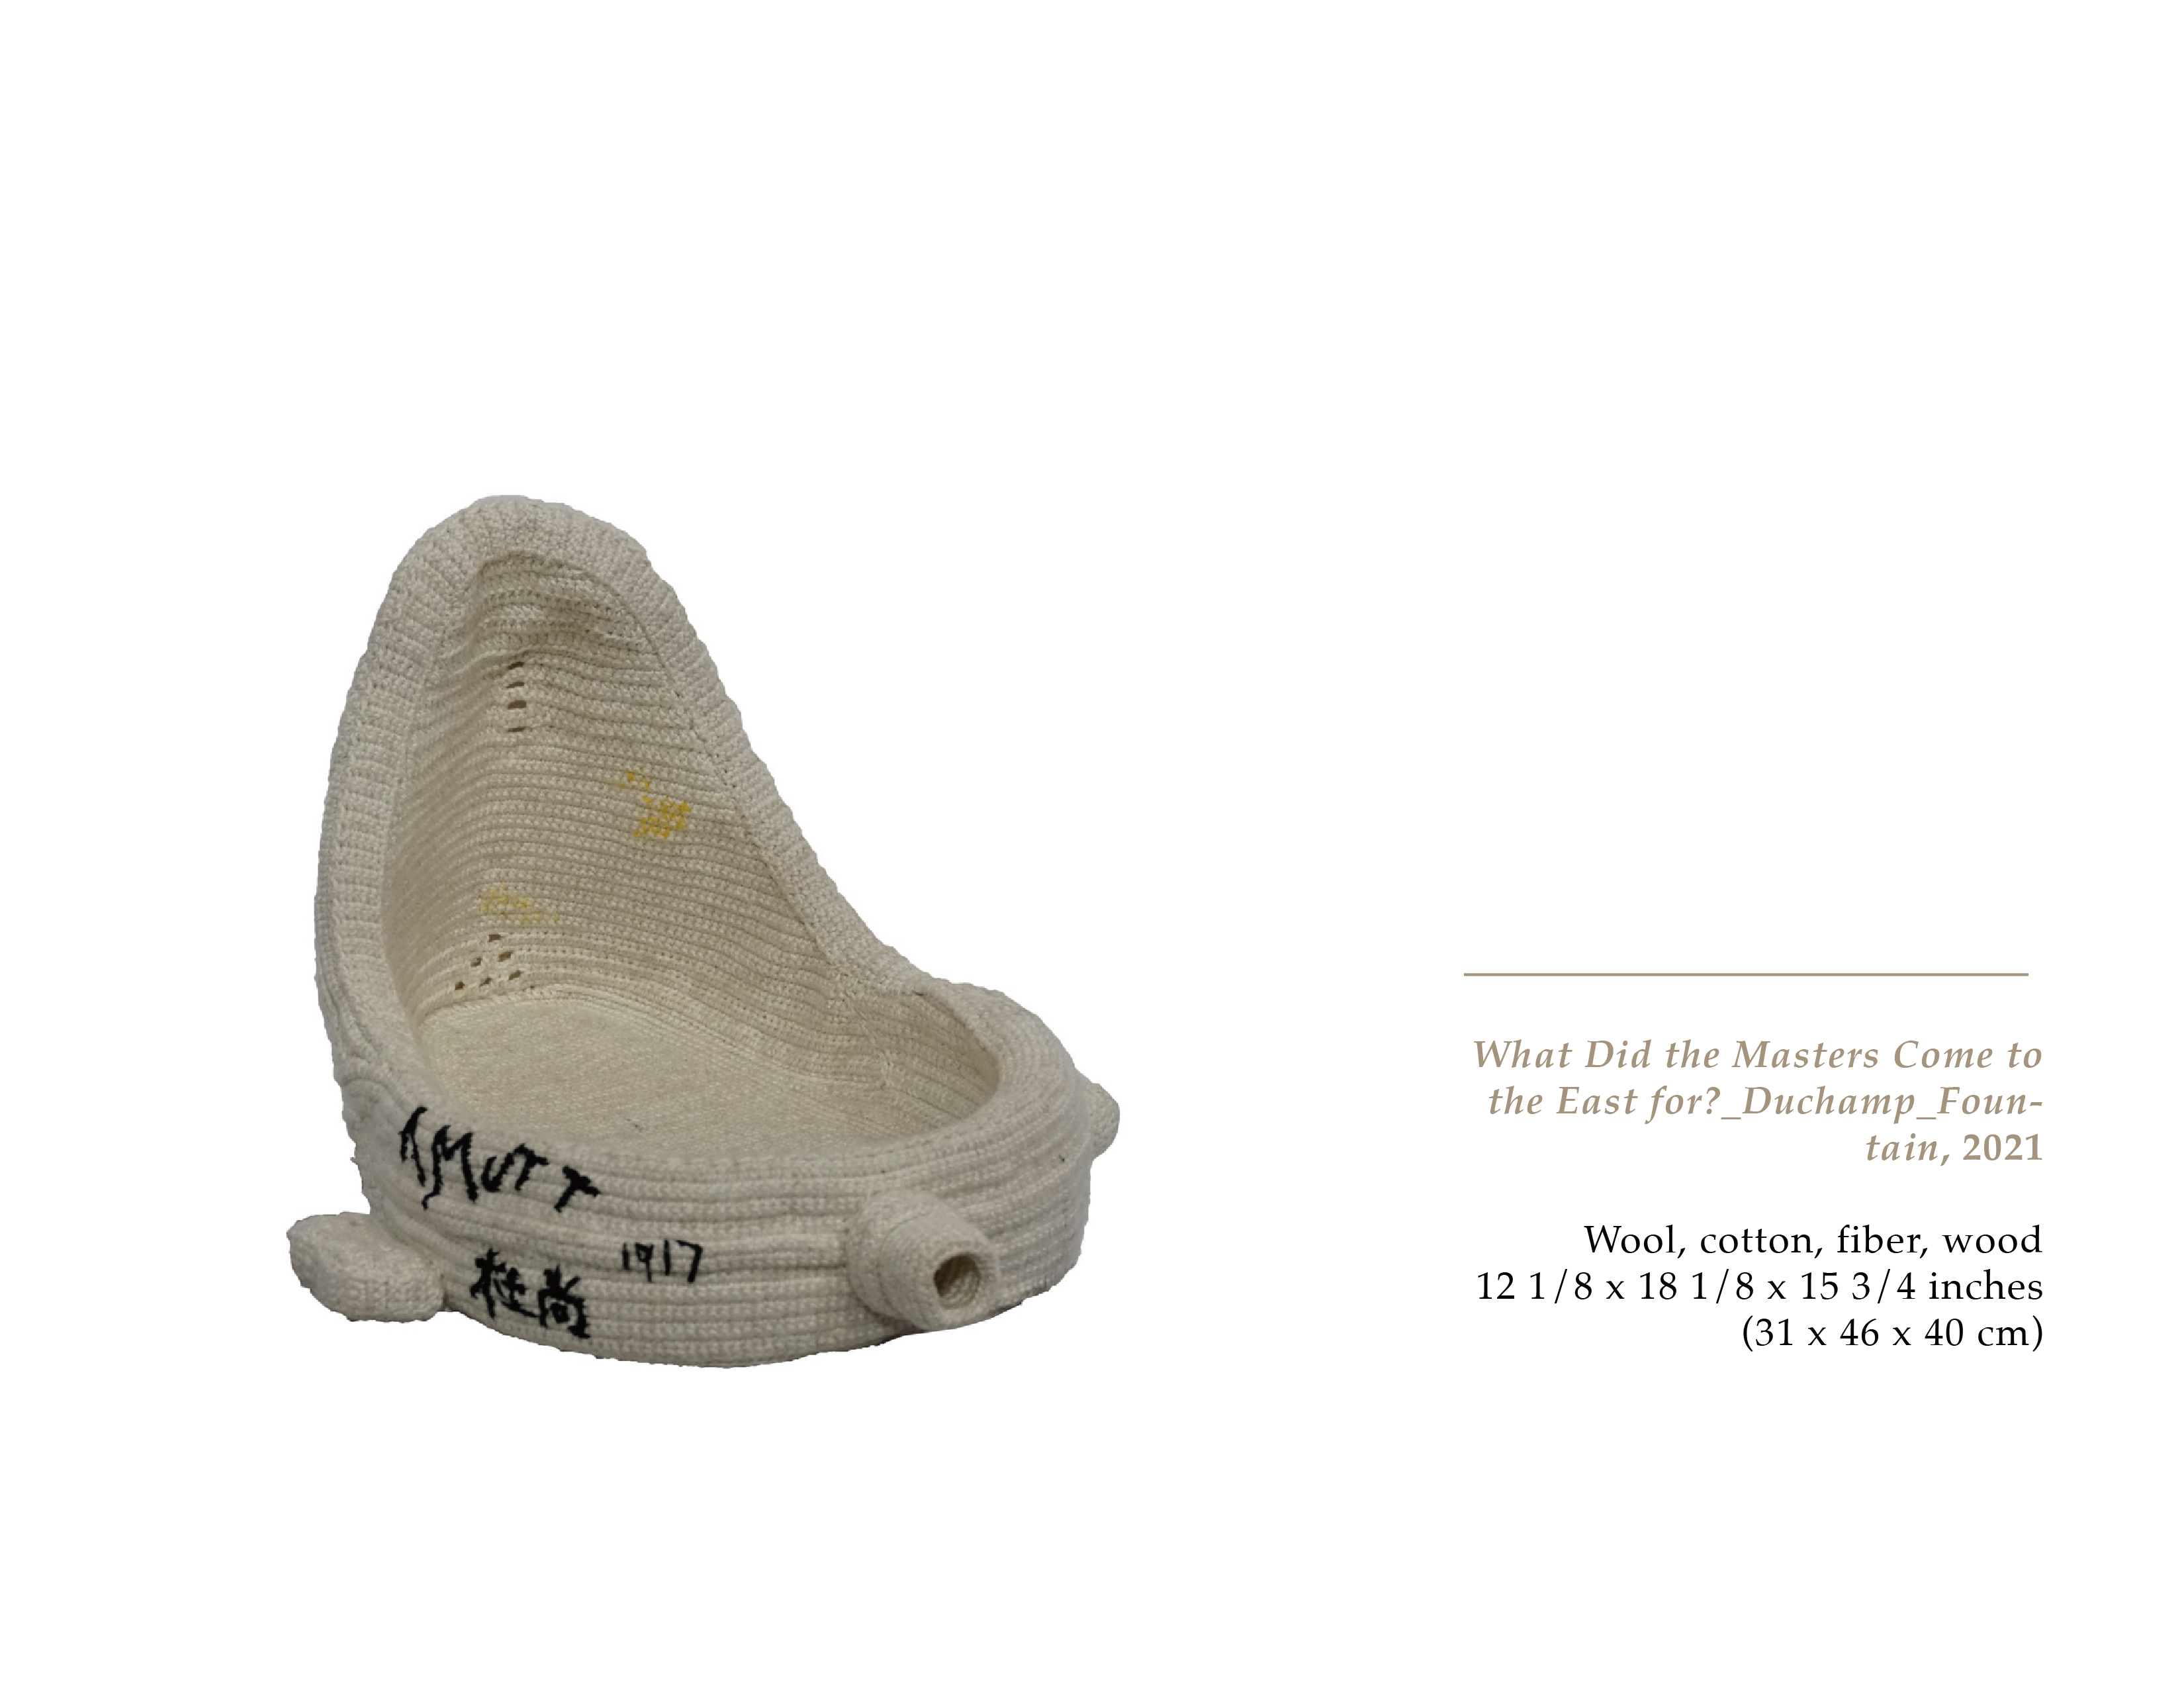 R MUTT
1917
杜尚
What Did the Masters Come to
the East for?_Duchamp_Foun-
tain, 2021
Wool, cotton, fiber, wood
12 1/8 x 18 1/8 x 15 3/4 inches
(31 x 46 x 40 cm)